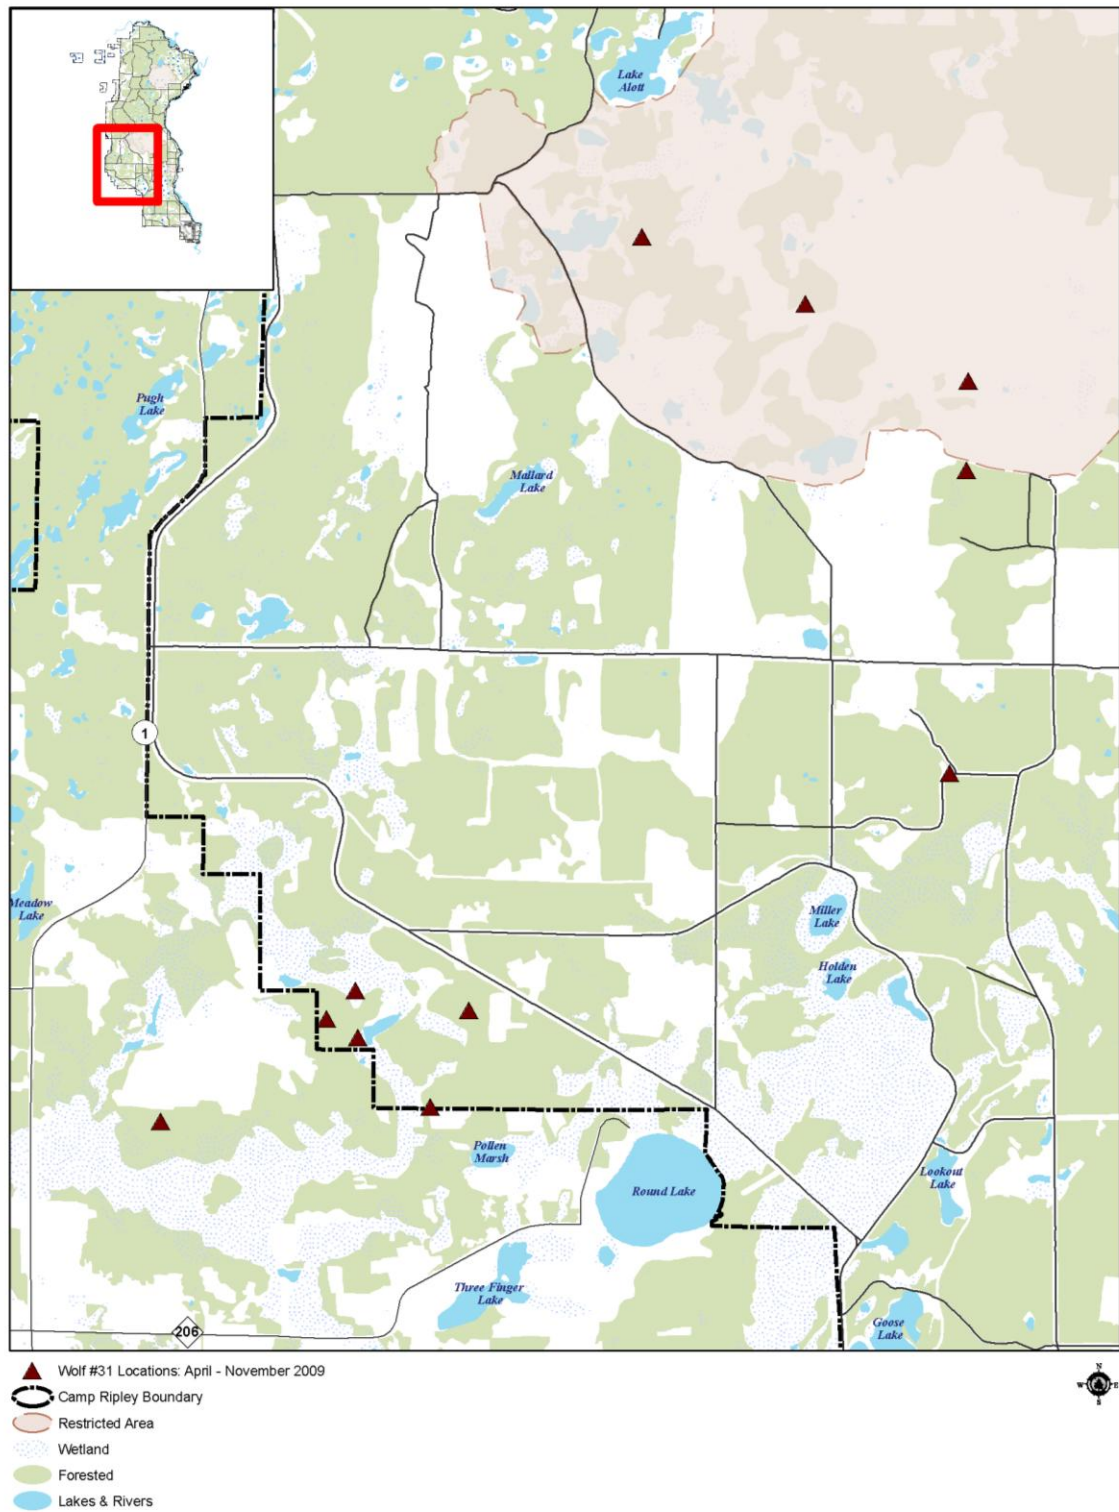 Lake
Alott
Pugh
Lake
Mallard
Lake
1
Meadow
Lake
Miller
Lake
Holden
Lake
Pollen
Marsh
Round Lake
Lookout
Lake
Three Finger
Lake
Goose
Lake
206
Wolf #31 Locations: April - November 2009
Camp Ripley Boundary
Restricted Area
Wetland
Forested
Lakes & Rivers
N
W
E
S